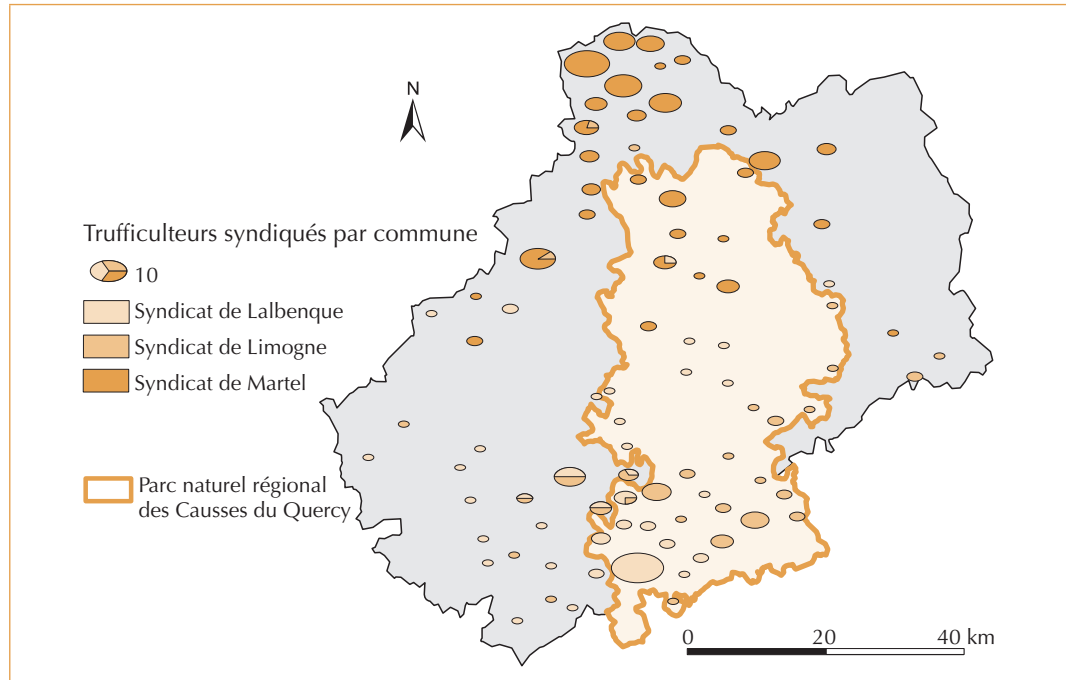 N
Trufficulteurs syndiqués par commune
10
Syndicat de Lalbenque
Syndicat de Limogne
Syndicat de Martel
Parc naturel régional
des Causses du Quercy
0 20 40 km